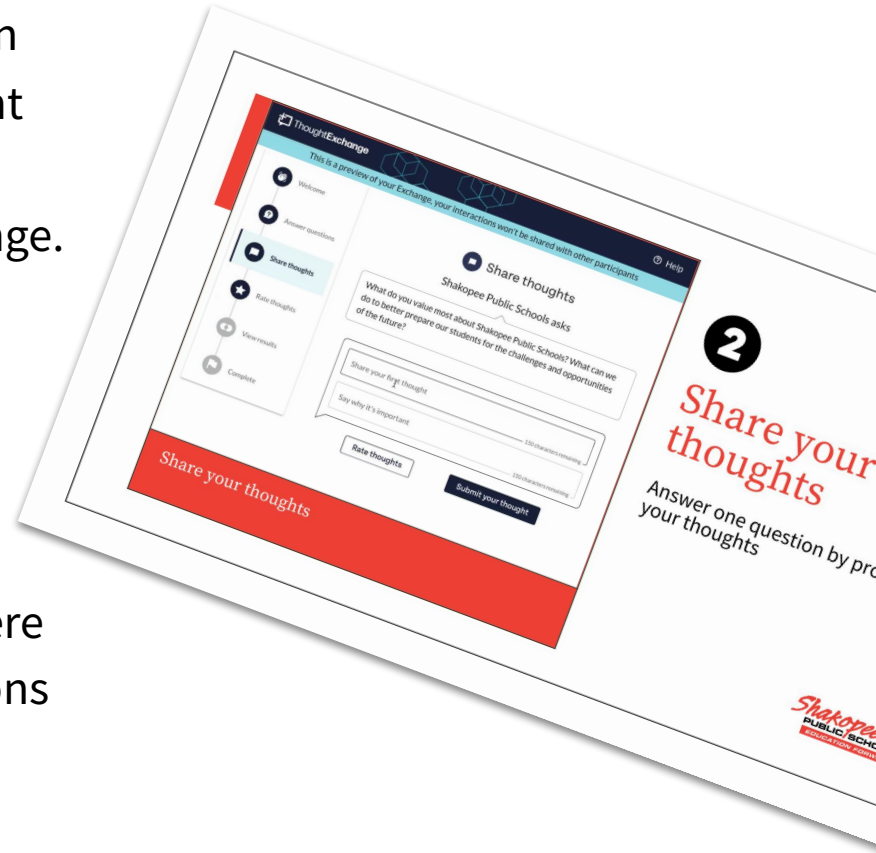 nge.
ere
ons
ThoughtExchange
This is a preview of your Exchange, your interactions won't be shared with other participants
Help
Welcome
Answer questions
Share thoughts
Rate thoughts
View results
Complete
Share thoughts
Shakopee Public Schools asks
What do you value most about Shakopee Public Schools? What can we
do to better prepare our students for the challenges and opportunities
of the future?
Share your first thought
150 characters remaining
Say why it's important
150 characters remaining
Rate thoughts
Submit your thought
Share your thoughts
2
Share your
thoughts
Answer one question by pro
your thoughts
Shakopee
PUBLIC SCHO
EDUCATION FORW